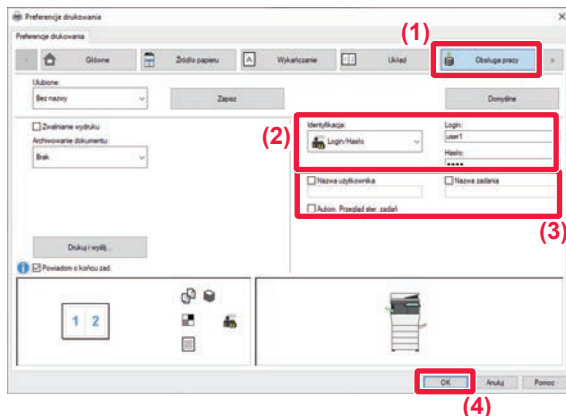 Preferencje drukowania
Preferencje drukowania
(1)
Główne
Źródło papieru
A
Wykańczanie
Układ
Obsługa pracy
Ulubione:
Bez nazwy
Zapisz
Domyślne
(2)
Zwalnianie wydruku
Archiwowanie dokumentu:
Brak
Identyfikacja:
Login/Hasło
Login:
user1
Hasło:
••••
Nazwa użytkownika
Nazwa zadania
Autom. Przegląd ster. zadań
(3)
Drukuj i wyślij...
Powiadom o końcu zad.
1 2
OK
Anuluj
Pomoc
(4)